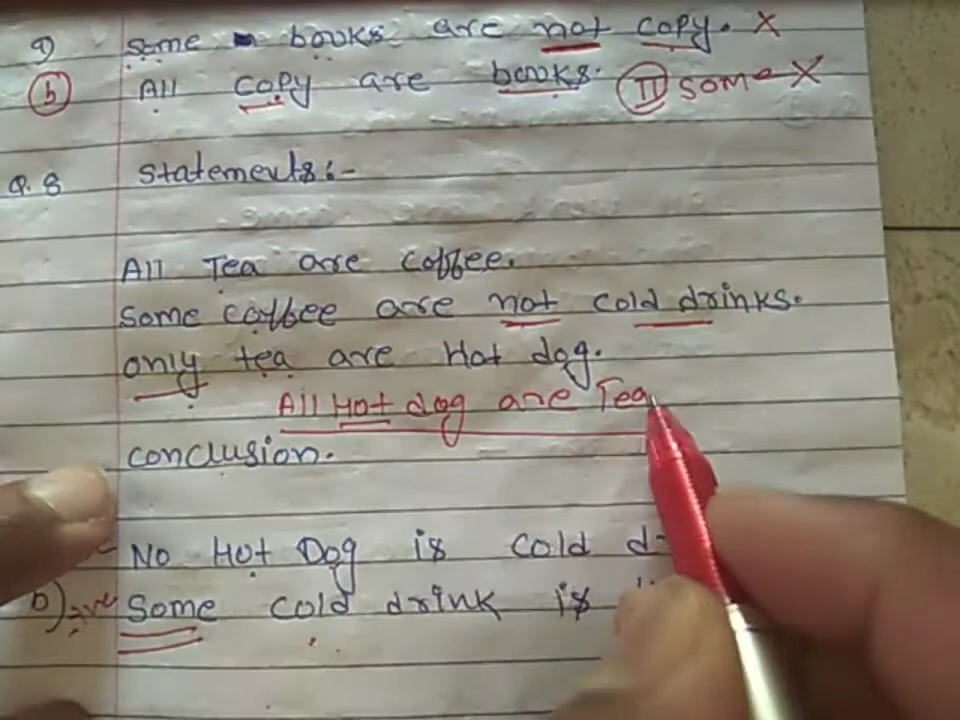 a) some books are not copy. X
b All copy are books. II some X
Q. 8 Statements:-
All Tea are coffee.
Some coffee are not cold drinks.
only tea are Hot dog.
All Hot dog are Tea
conclusion.
No Hot Dog is cold
b) -ve Some cold drink is